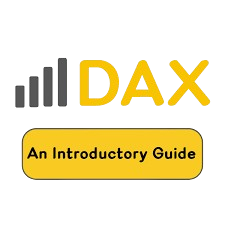 DAX
An Introductory Guide